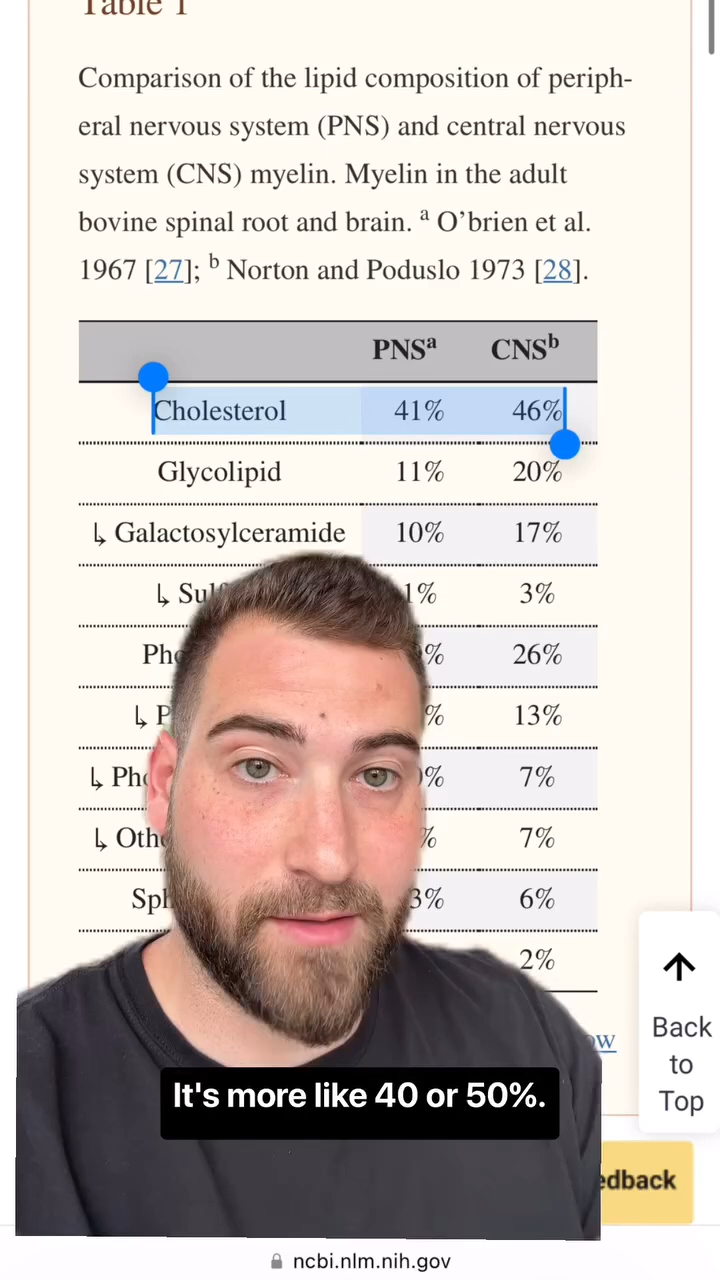 Table 1
Comparison of the lipid composition of periph-
eral nervous system (PNS) and central nervous
system (CNS) myelin. Myelin in the adult
bovine spinal root and brain. ᵃ O’brien et al.
1967 [27]; ᵇ Norton and Poduslo 1973 [28].
PNSᵃ CNSᵇ
Cholesterol 41% 46%
Glycolipid 11% 20%
↳ Galactosylceramide 10% 17%
↳ 1% 3%
% 26%
↳ % 13%
↳ % 7%
↳ % 7%
3% 6%
2%
Back
to
Top
It's more like 40 or 50%.
ncbi.nlm.nih.gov